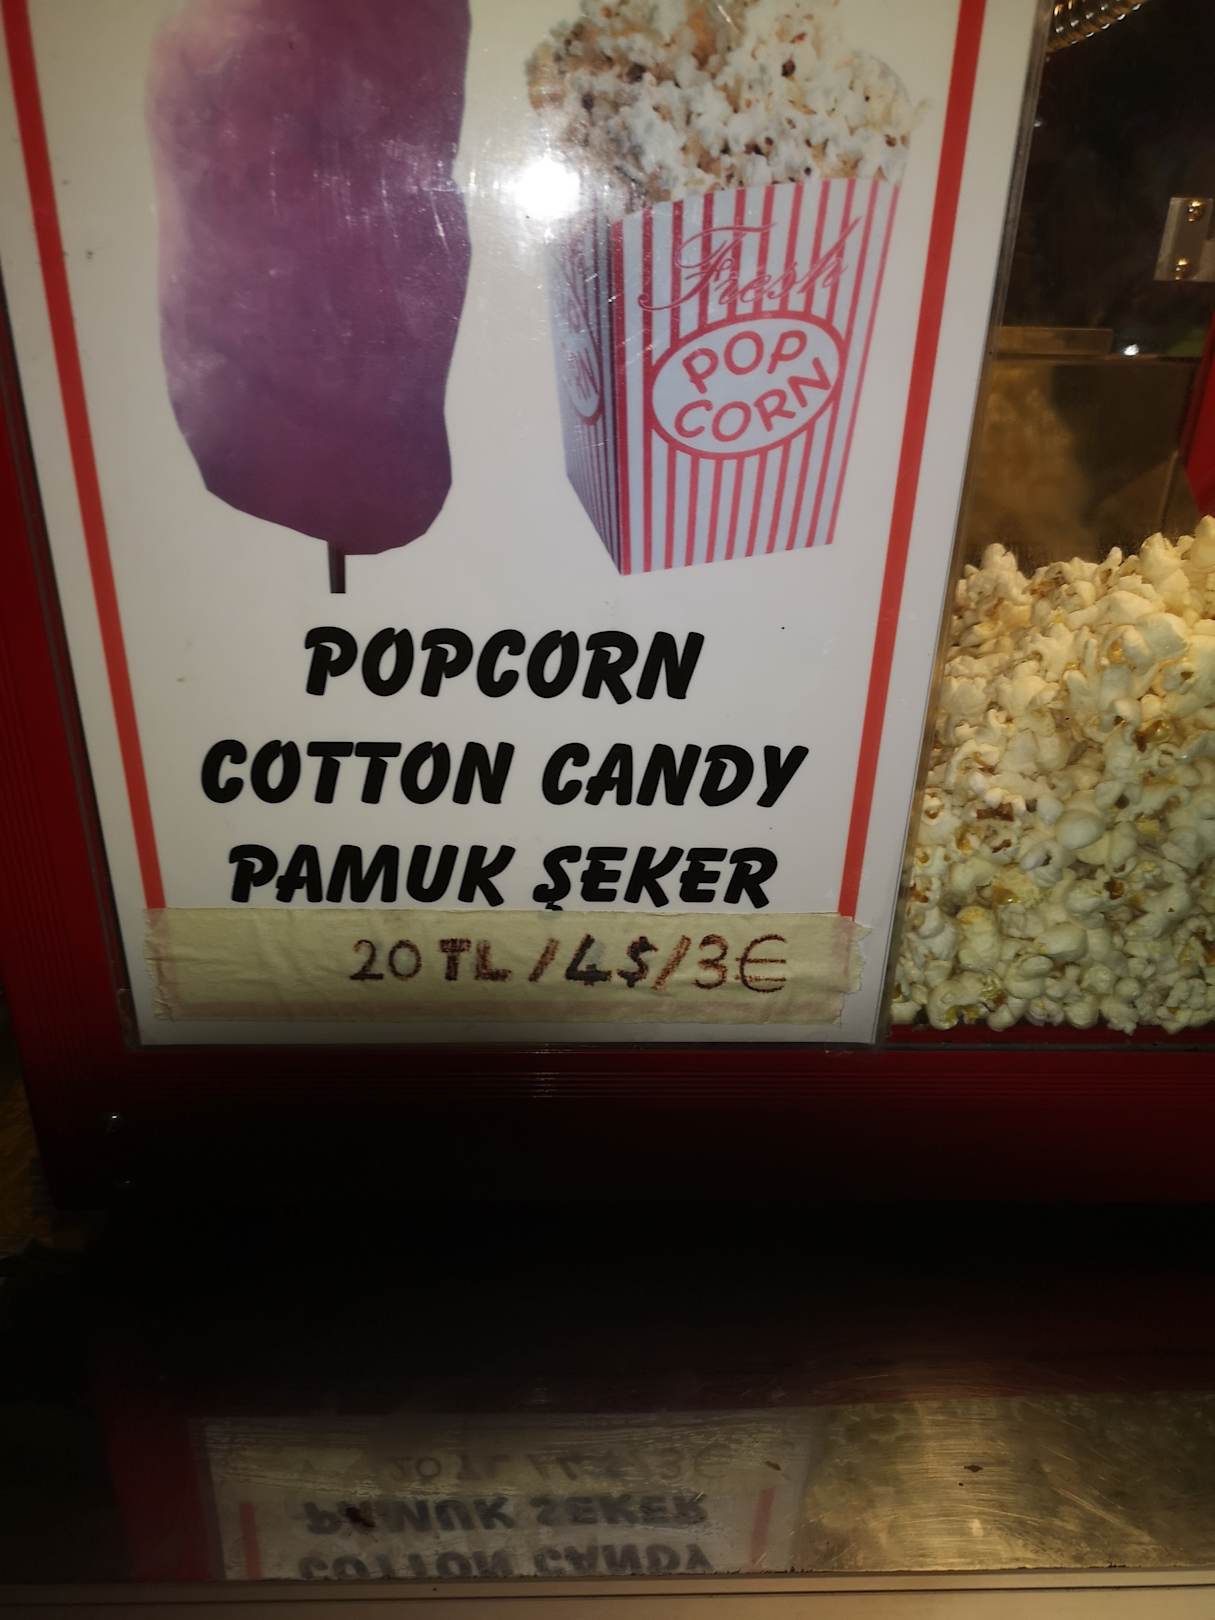 Fresh
POP
CORN
POPCORN
COTTON CANDY
PAMUK ŞEKER
20 TL / 4$ / 3€